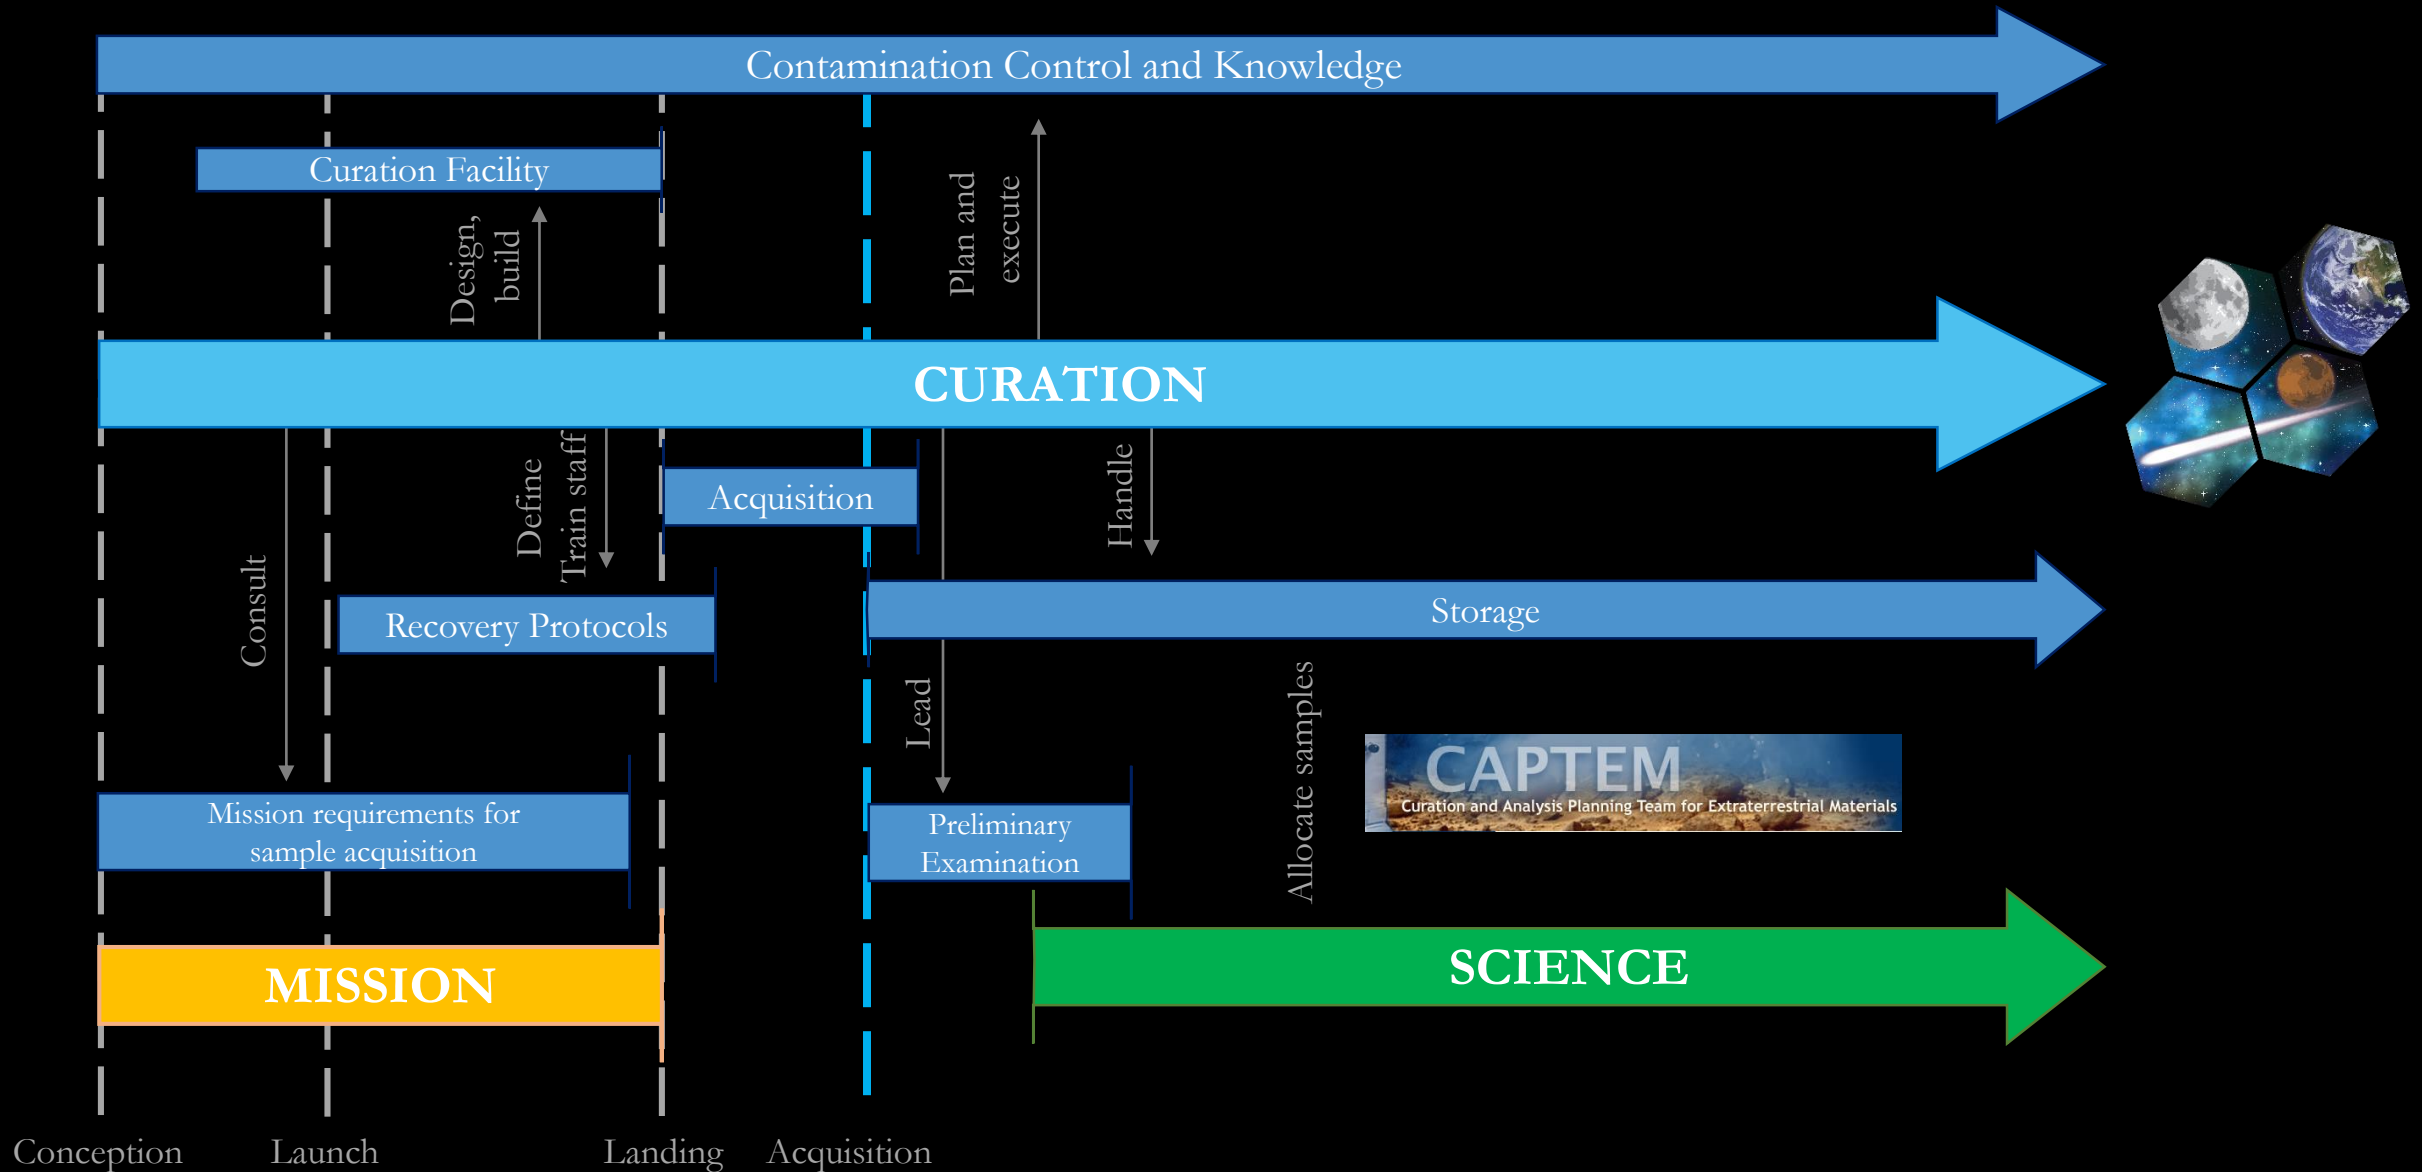 Contamination Control and Knowledge
Curation Facility
Design,
build
Plan and
execute
CURATION
Consult
Define
Train staff
Acquisition
Handle
Recovery Protocols
Storage
Lead
Allocate samples
CAPTEM
Curation and Analysis Planning Team for Extraterrestrial Materials
Mission requirements for
sample acquisition
Preliminary
Examination
MISSION
SCIENCE
Conception
Launch
Landing
Acquisition